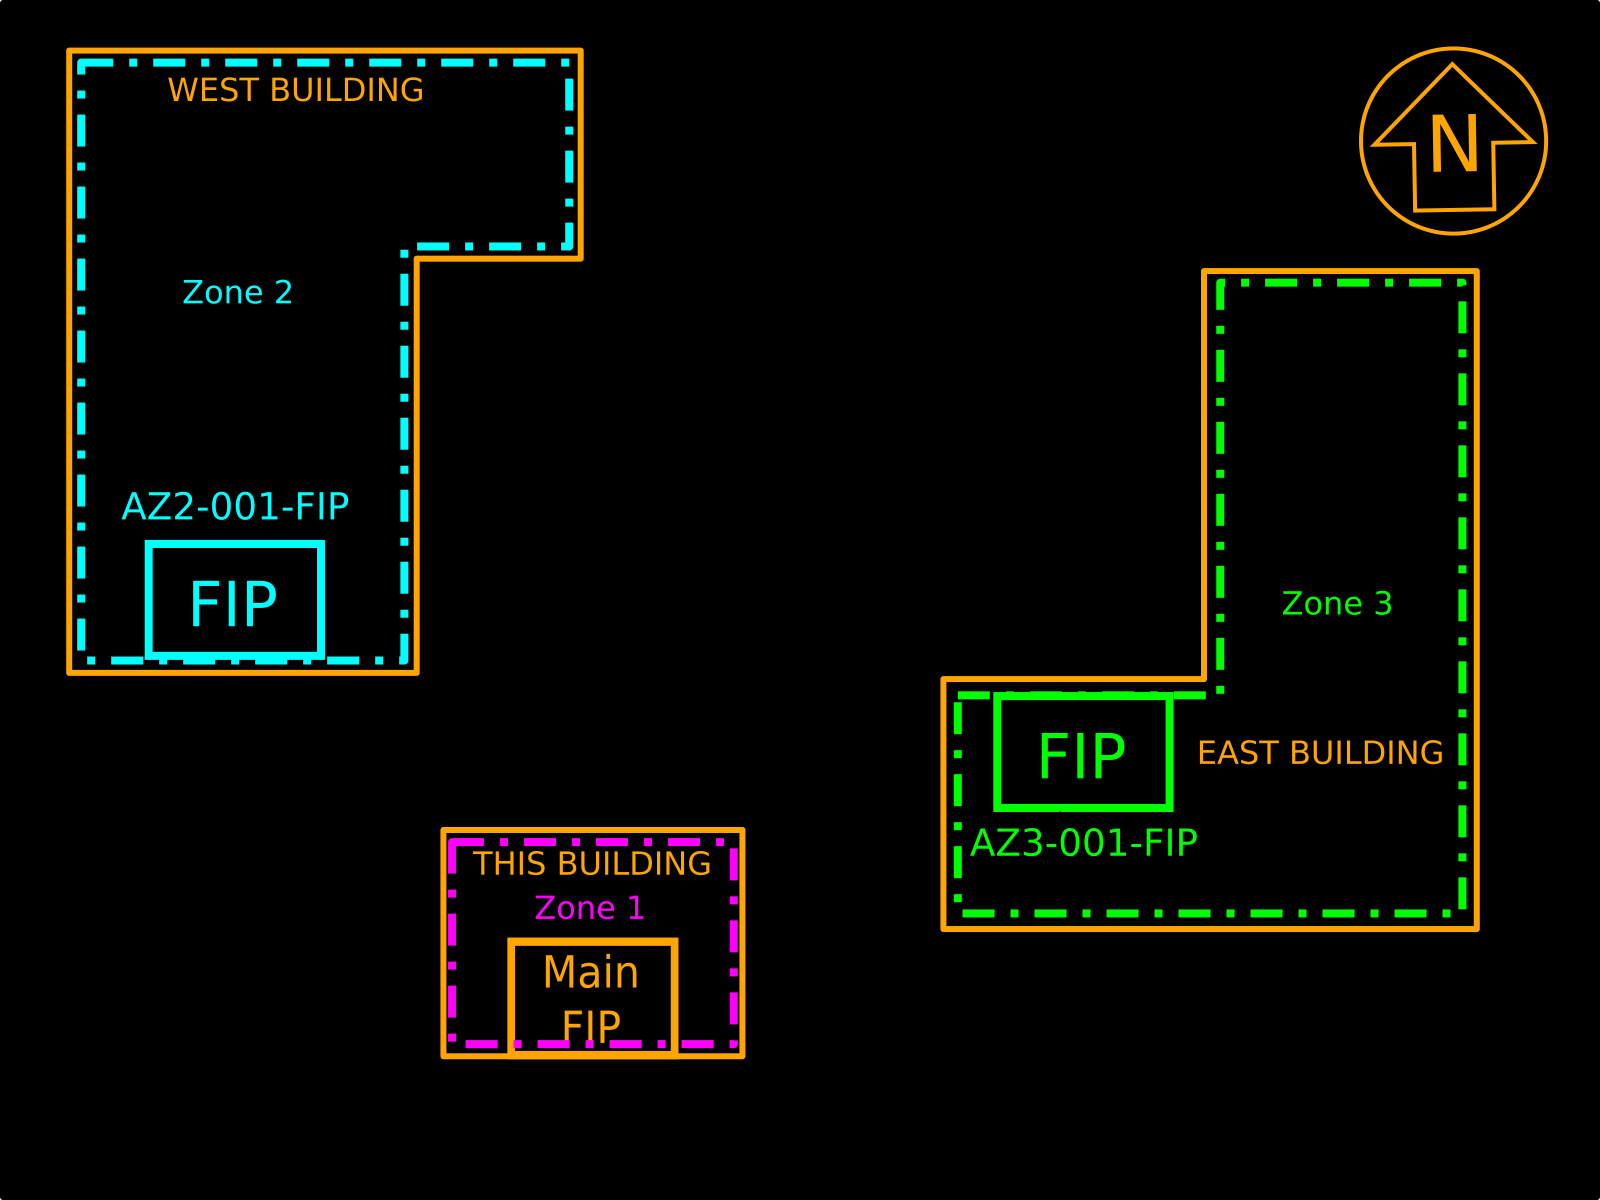 WEST BUILDING
N
Zone 2
AZ2-001-FIP
FIP
Zone 3
FIP
EAST BUILDING
AZ3-001-FIP
THIS BUILDING
Zone 1
Main
FIP